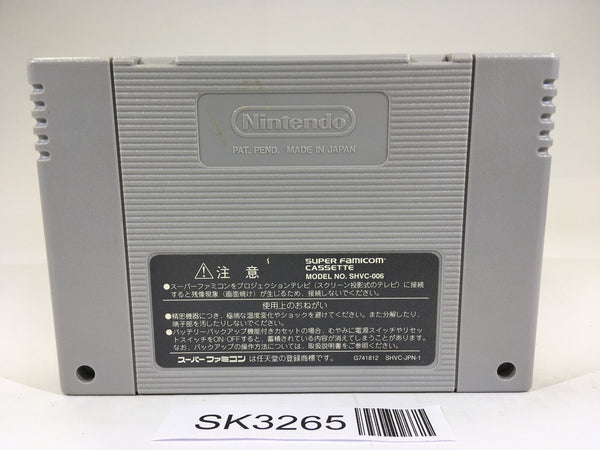 Nintendo
PAT. PEND. MADE IN JAPAN
注意
SUPER FAMICOM
CASSETTE
MODEL NO. SHVC-006
●スーパーファミコンをプロジェクションテレビ(スクリーン投影式のテレビ)に接続
すると残像現象(画面焼け)が生じるため、接続しないでください。
使用上のおねがい
●精密機器につき、極端な温度変化やショックを避けてください。また分解したり、
端子部を汚したりしないでください。
●バッテリーバックアップ機能付きカセットの場合、むやみに電源スイッチやリセ
ットスイッチをON・OFFすると、蓄積されている内容が消えてしまうことがあります。
なお、バックアップの操作方法については、取扱説明書をご参照ください。
スーパーファミコンは任天堂の登録商標です。 G741812 SHVC-JPN-1
SK3265